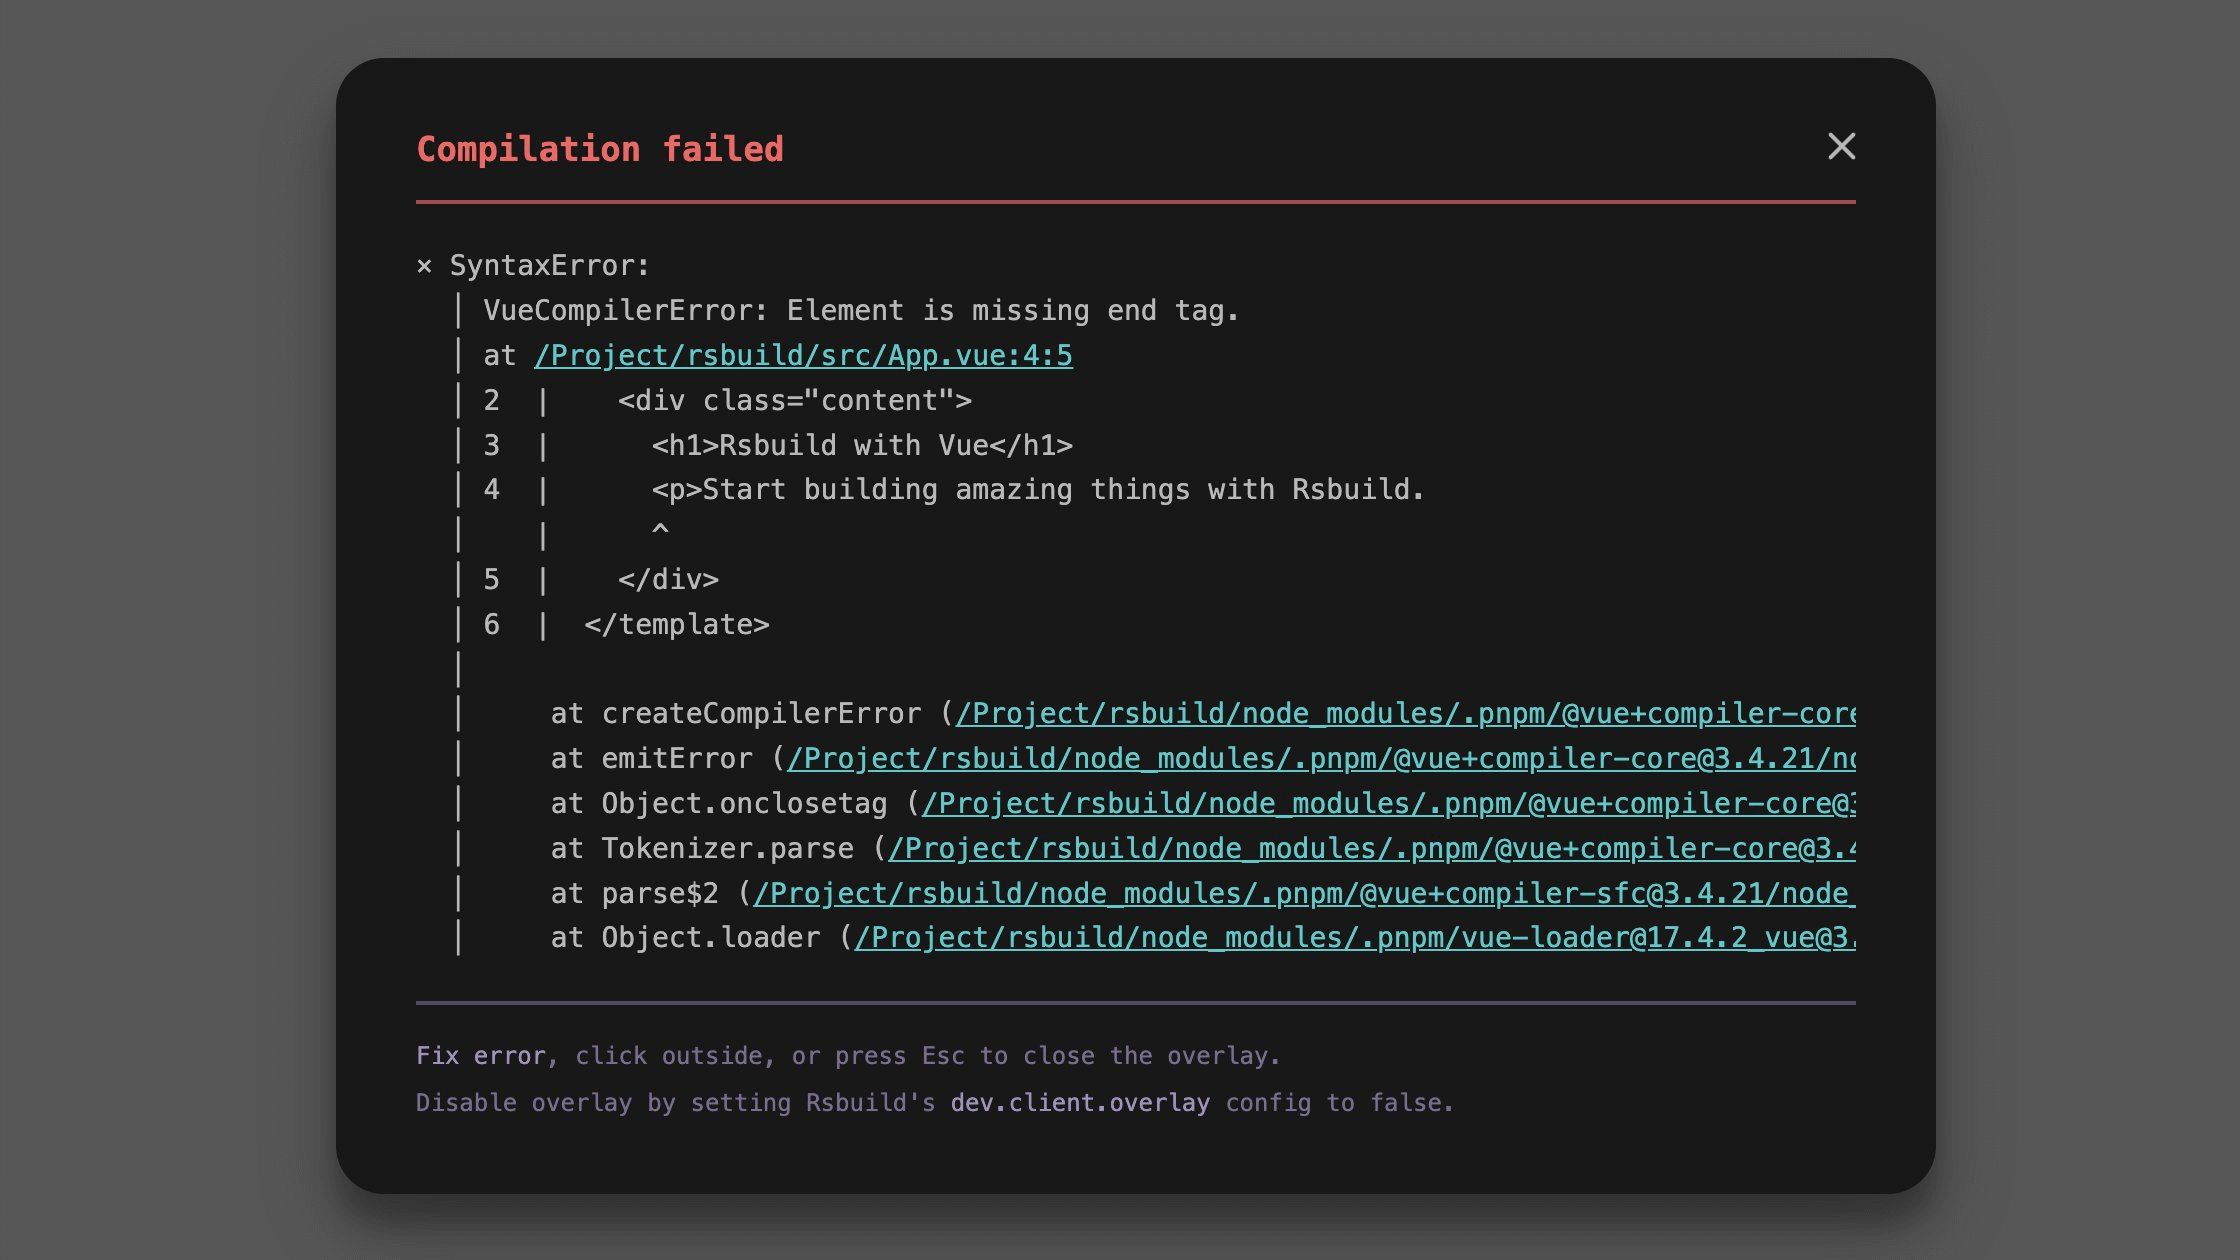 Compilation failed
× SyntaxError:
│ VueCompilerError: Element is missing end tag.
│ at /Project/rsbuild/src/App.vue:4:5
│ 2  |    <div class="content">
│ 3  |      <h1>Rsbuild with Vue</h1>
│ 4  |      <p>Start building amazing things with Rsbuild.
│    |      ^
│ 5  |    </div>
│ 6  |  </template>
│
│     at createCompilerError (/Project/rsbuild/node_modules/.pnpm/@vue+compiler-core
│     at emitError (/Project/rsbuild/node_modules/.pnpm/@vue+compiler-core@3.4.21/no
│     at Object.onclosetag (/Project/rsbuild/node_modules/.pnpm/@vue+compiler-core@3
│     at Tokenizer.parse (/Project/rsbuild/node_modules/.pnpm/@vue+compiler-core@3.4
│     at parse$2 (/Project/rsbuild/node_modules/.pnpm/@vue+compiler-sfc@3.4.21/node_
│     at Object.loader (/Project/rsbuild/node_modules/.pnpm/vue-loader@17.4.2_vue@3.
Fix error, click outside, or press Esc to close the overlay.
Disable overlay by setting Rsbuild's dev.client.overlay config to false.